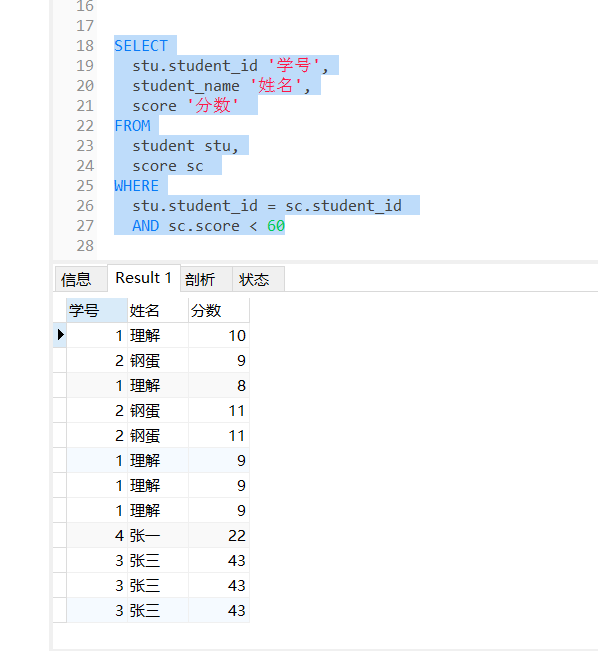 16
17
18 SELECT
19 stu.student_id '学号',
20 student_name '姓名',
21 score '分数'
22 FROM
23 student stu,
24 score sc
25 WHERE
26 stu.student_id = sc.student_id
27 AND sc.score < 60
28
信息 Result 1 剖析 状态
学号 姓名 分数
1 理解 10
2 钢蛋 9
1 理解 8
2 钢蛋 11
2 钢蛋 11
1 理解 9
1 理解 9
1 理解 9
4 张一 22
3 张三 43
3 张三 43
3 张三 43